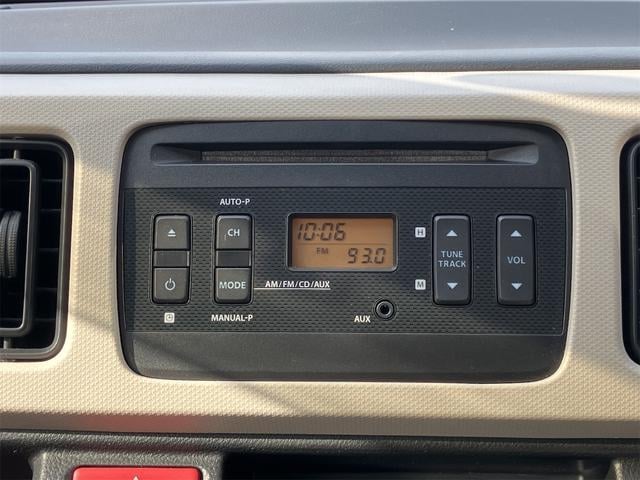 AUTO-P
CH
10:06
FM 93.0
H
TUNE
TRACK
VOL
MODE
AM/FM/CD/AUX
M
MANUAL-P
AUX